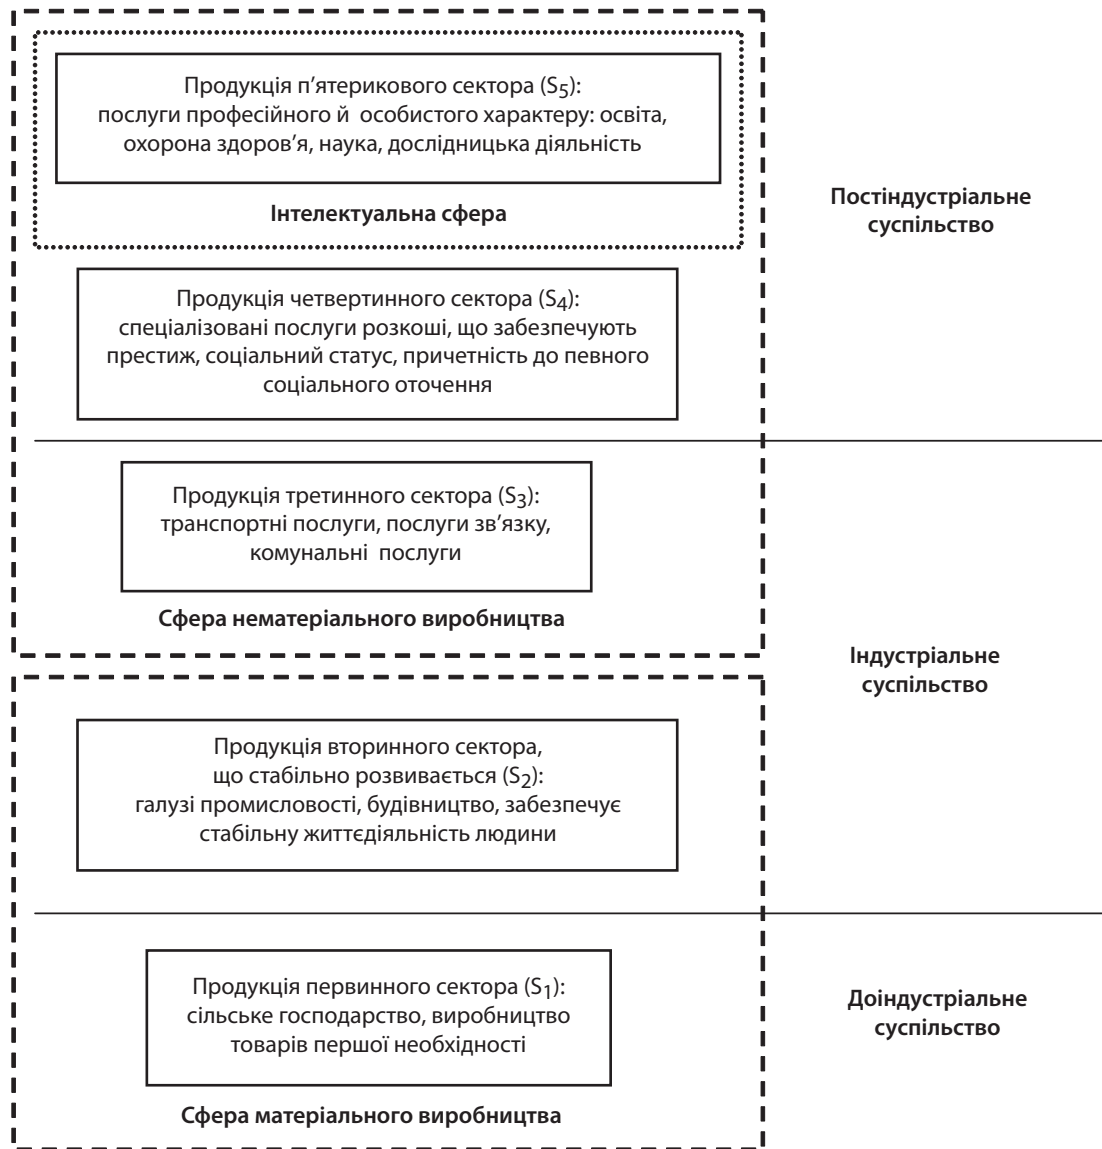 Продукція п’ятерикового сектора (S5):
послуги професійного й особистого характеру: освіта,
охорона здоров’я, наука, дослідницька діяльність
Інтелектуальна сфера
Постіндустріальне
суспільство
Продукція четвертинного сектора (S4):
спеціалізовані послуги розкоші, що забезпечують
престиж, соціальний статус, причетність до певного
соціального оточення
Продукція третинного сектора (S3):
транспортні послуги, послуги зв’язку,
комунальні послуги
Сфера нематеріального виробництва
Індустріальне
суспільство
Продукція вторинного сектора,
що стабільно розвивається (S2):
галузі промисловості, будівництво, забезпечує
стабільну життєдіяльність людини
Продукція первинного сектора (S1):
сільське господарство, виробництво
товарів першої необхідності
Доіндустріальне
суспільство
Сфера матеріального виробництва